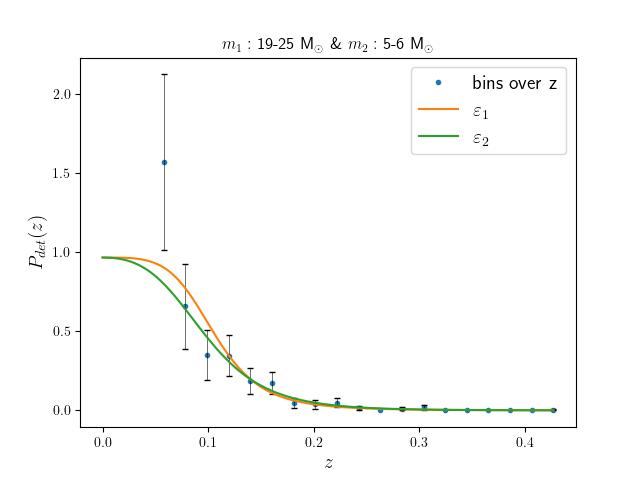 m₁ : 19-25 M⊙ & m₂ : 5-6 M⊙
bins over z
ε₁
ε₂
P_det(z)
2.0
1.5
1.0
0.5
0.0
0.0 0.1 0.2 0.3 0.4
z